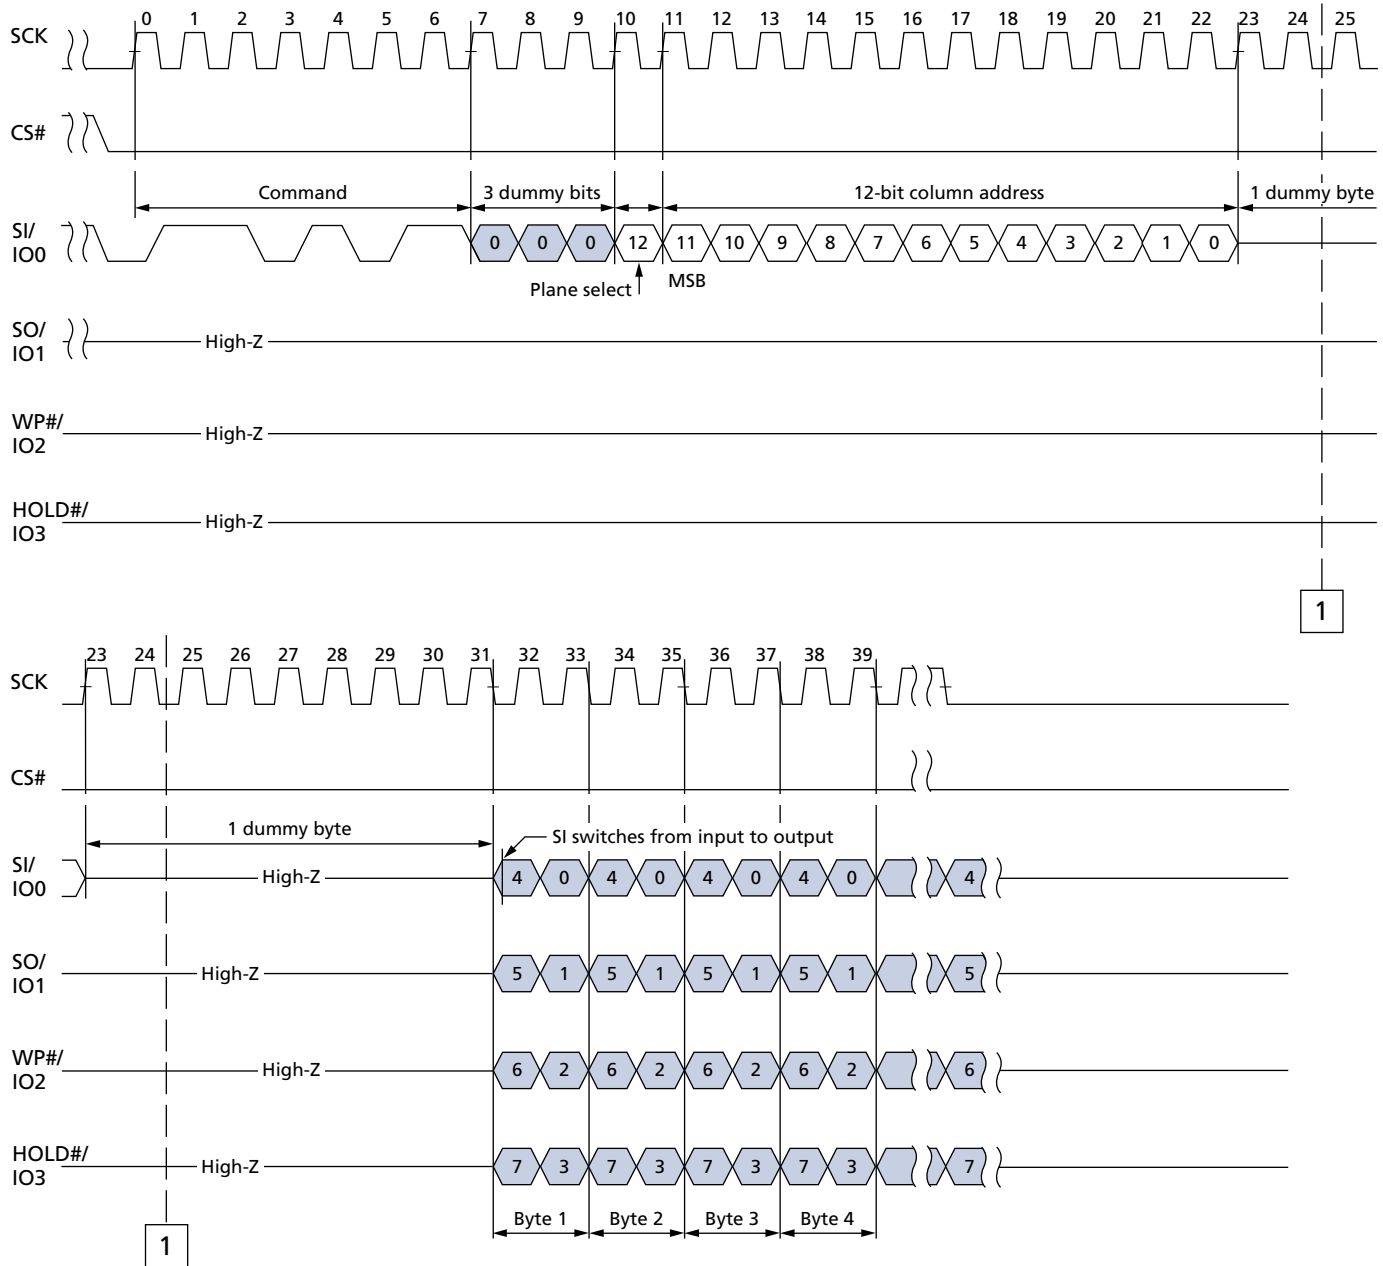 0 1 2 3 4 5 6 7 8 9 10 11 12 13 14 15 16 17 18 19 20 21 22 23 24 25
SCK
CS#
Command 3 dummy bits 12-bit column address 1 dummy byte
SI/
IO0
0 0 0 12 11 10 9 8 7 6 5 4 3 2 1 0
Plane select MSB
SO/
IO1
High-Z
WP#/
IO2
High-Z
HOLD#/
IO3
High-Z
1
23 24 25 26 27 28 29 30 31 32 33 34 35 36 37 38 39
SCK
CS#
1 dummy byte
SI switches from input to output
SI/
IO0
High-Z 4 0 4 0 4 0 4 0 4
SO/
IO1
High-Z 5 1 5 1 5 1 5 1 5
WP#/
IO2
High-Z 6 2 6 2 6 2 6 2 6
HOLD#/
IO3
High-Z 7 3 7 3 7 3 7 3 7
Byte 1 Byte 2 Byte 3 Byte 4
1